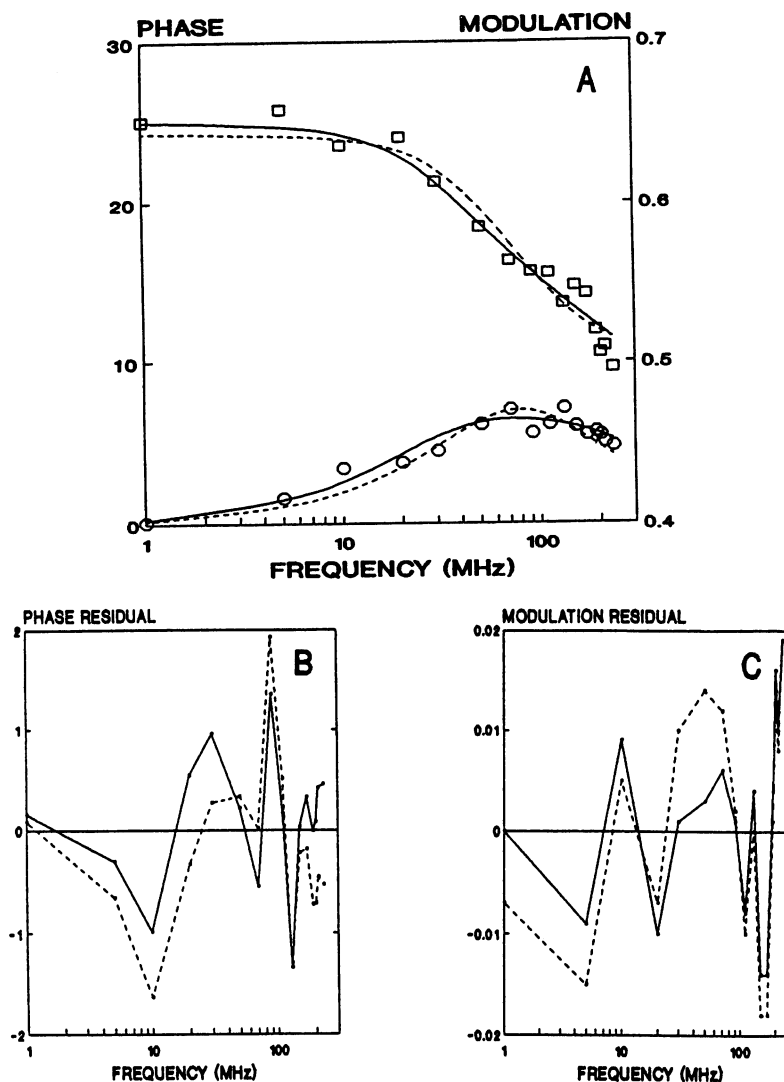 PHASE MODULATION
30 0.7
A
20 0.6
10 0.5
0 0.4
1 10 100
FREQUENCY (MHz)
PHASE RESIDUAL
B
2
1
0
-1
-2
1 10 100
FREQUENCY (MHz)
MODULATION RESIDUAL
C
0.02
0.01
0
-0.01
-0.02
1 10 100
FREQUENCY (MHz)